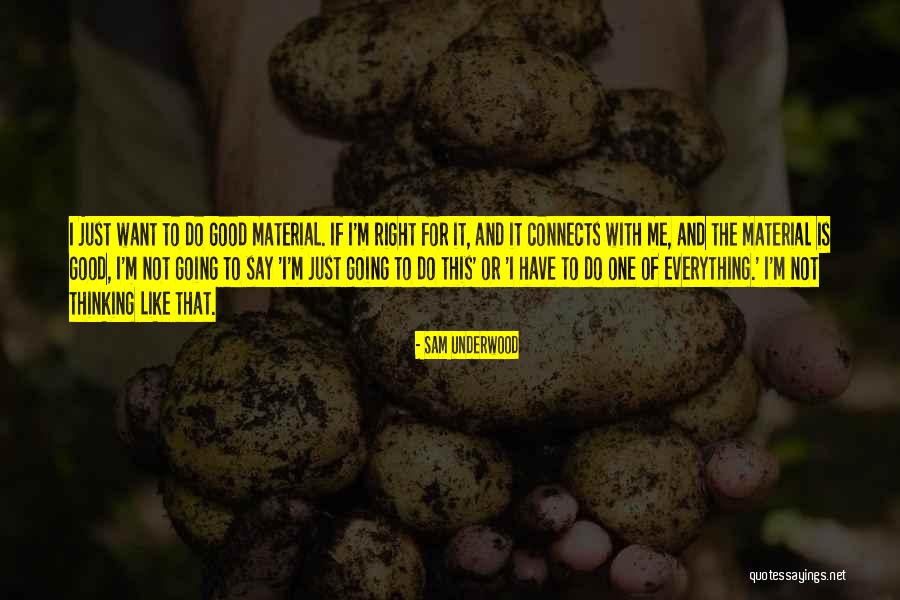 I JUST WANT TO DO GOOD MATERIAL. IF I'M RIGHT FOR IT, AND IT CONNECTS WITH ME, AND THE MATERIAL IS
GOOD, I'M NOT GOING TO SAY 'I'M JUST GOING TO DO THIS' OR 'I HAVE TO DO ONE OF EVERYTHING.' I'M NOT
THINKING LIKE THAT.
- SAM UNDERWOOD
quotessayings.net